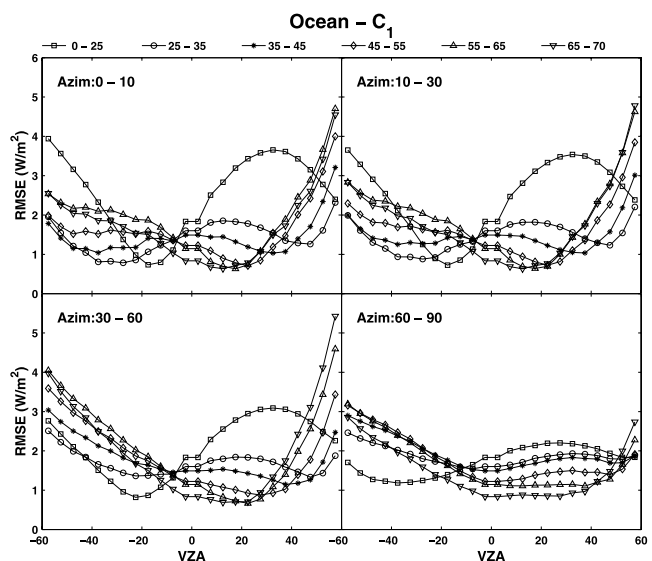 Ocean – C1
0 – 25 25 – 35 35 – 45 45 – 55 55 – 65 65 – 70
6
5
4
3
2
1
0
RMSE (W/m2)
Azim:0 – 10
Azim:10 – 30
5
4
3
2
1
0
RMSE (W/m2)
Azim:30 – 60
Azim:60 – 90
−60 −40 −20 0 20 40 −60 −40 −20 0 20 40 60
VZA VZA